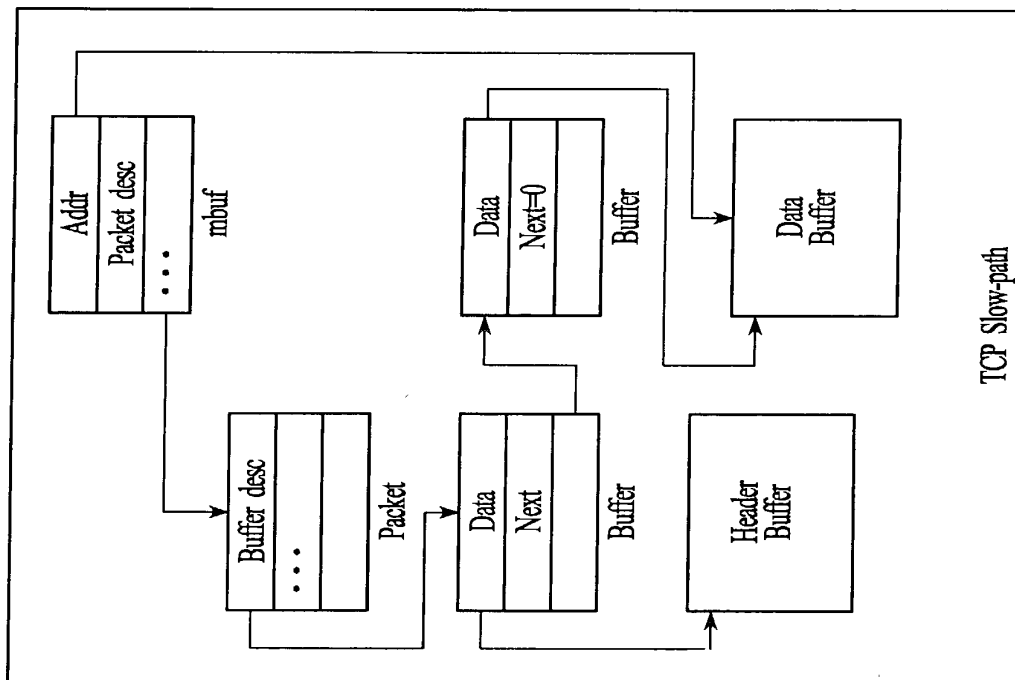 Addr
Packet desc
• • •
mbuf
Buffer desc
• • •
Packet
Data
Next
Buffer
Data
Next=0
Buffer
Header
Buffer
Data
Buffer
TCP Slow-path